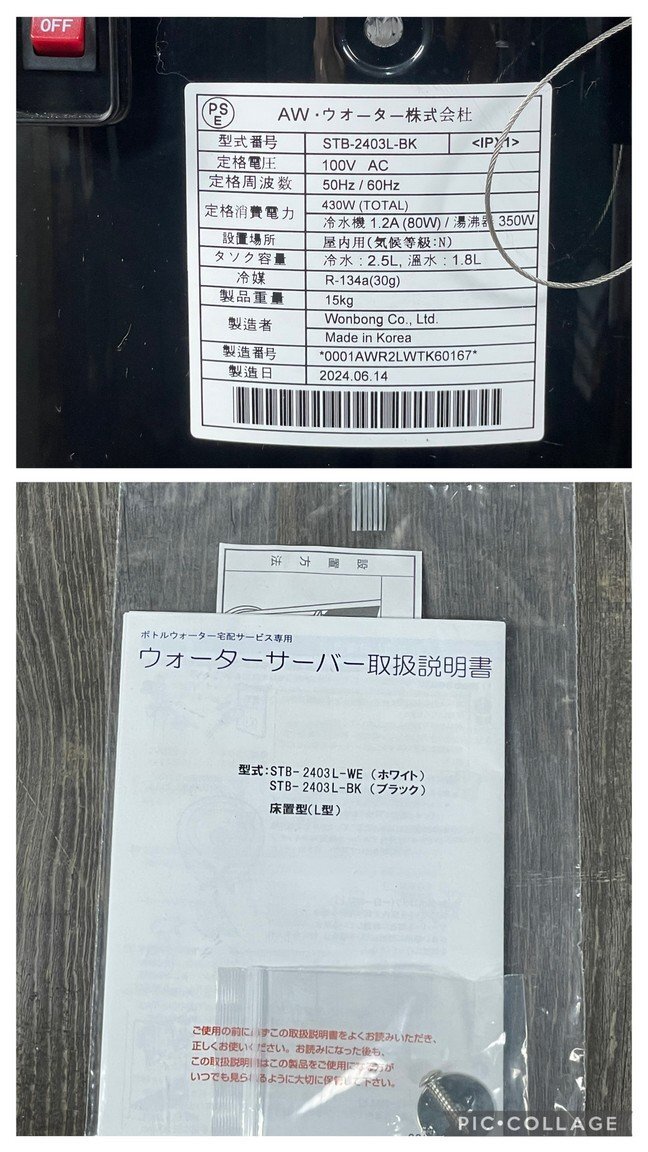 OFF
PS
E
AW・ウオーター株式会社
型式番号 STB-2403L-BK <IPX1>
定格電圧 100V AC
定格周波数 50Hz / 60Hz
定格消費電力 430W (TOTAL)
冷水機 1.2A (80W) / 湯沸器 350W
設置場所 屋内用(気候等級:N)
タソク容量 冷水 : 2.5L, 溫水 : 1.8L
冷媒 R-134a(30g)
製品重量 15kg
製造者 Wonbong Co., Ltd.
Made in Korea
製造番号 *0001AWR2LWTK60167*
製造日 2024.06.14
設置方法
ボトルウォーター宅配サービス専用
ウォーターサーバー取扱説明書
型式:STB-2403L-WE (ホワイト)
STB-2403L-BK (ブラック)
床置型(L型)
ご使用の前に必ずこの取扱説明書をよくお読みいただき、
正しくお使いください。お読みになった後も、
この取扱説明書はこの製品をご使用になる方が
いつでも見られるように大切に保管して下さい。
PIC•COLLAGE